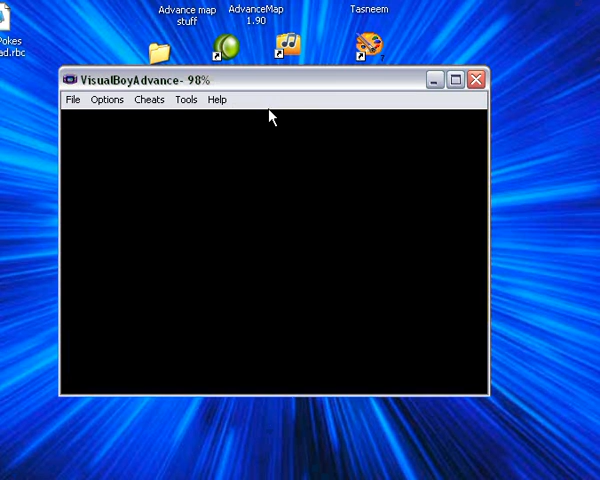 Advance map
stuff
AdvanceMap
1.90
Tasneem
Pokes
ad.rbc
VisualBoyAdvance- 98%
File Options Cheats Tools Help